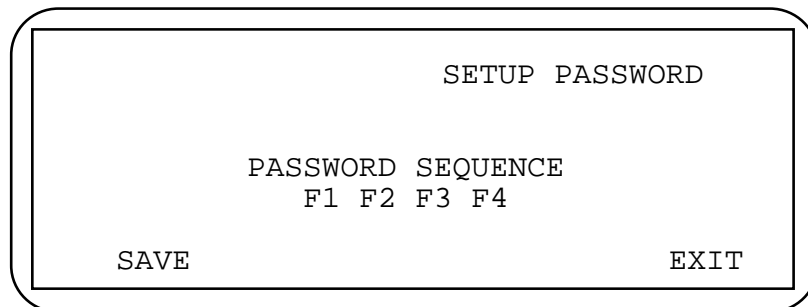 SETUP PASSWORD
PASSWORD SEQUENCE
F1 F2 F3 F4
SAVE EXIT